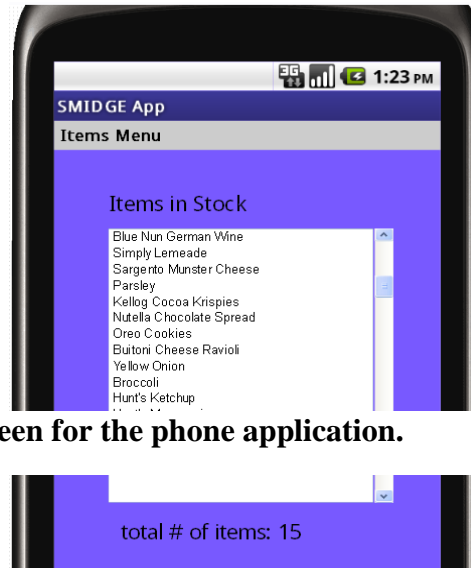 3G 1:23 PM
SMIDGE App
Items Menu
Items in Stock
Blue Nun German Wine
Simply Lemeade
Sargento Munster Cheese
Parsley
Kellog Cocoa Krispies
Nutella Chocolate Spread
Oreo Cookies
Buitoni Cheese Ravioli
Yellow Onion
Broccoli
Hunt's Ketchup
een for the phone application.
total # of items: 15